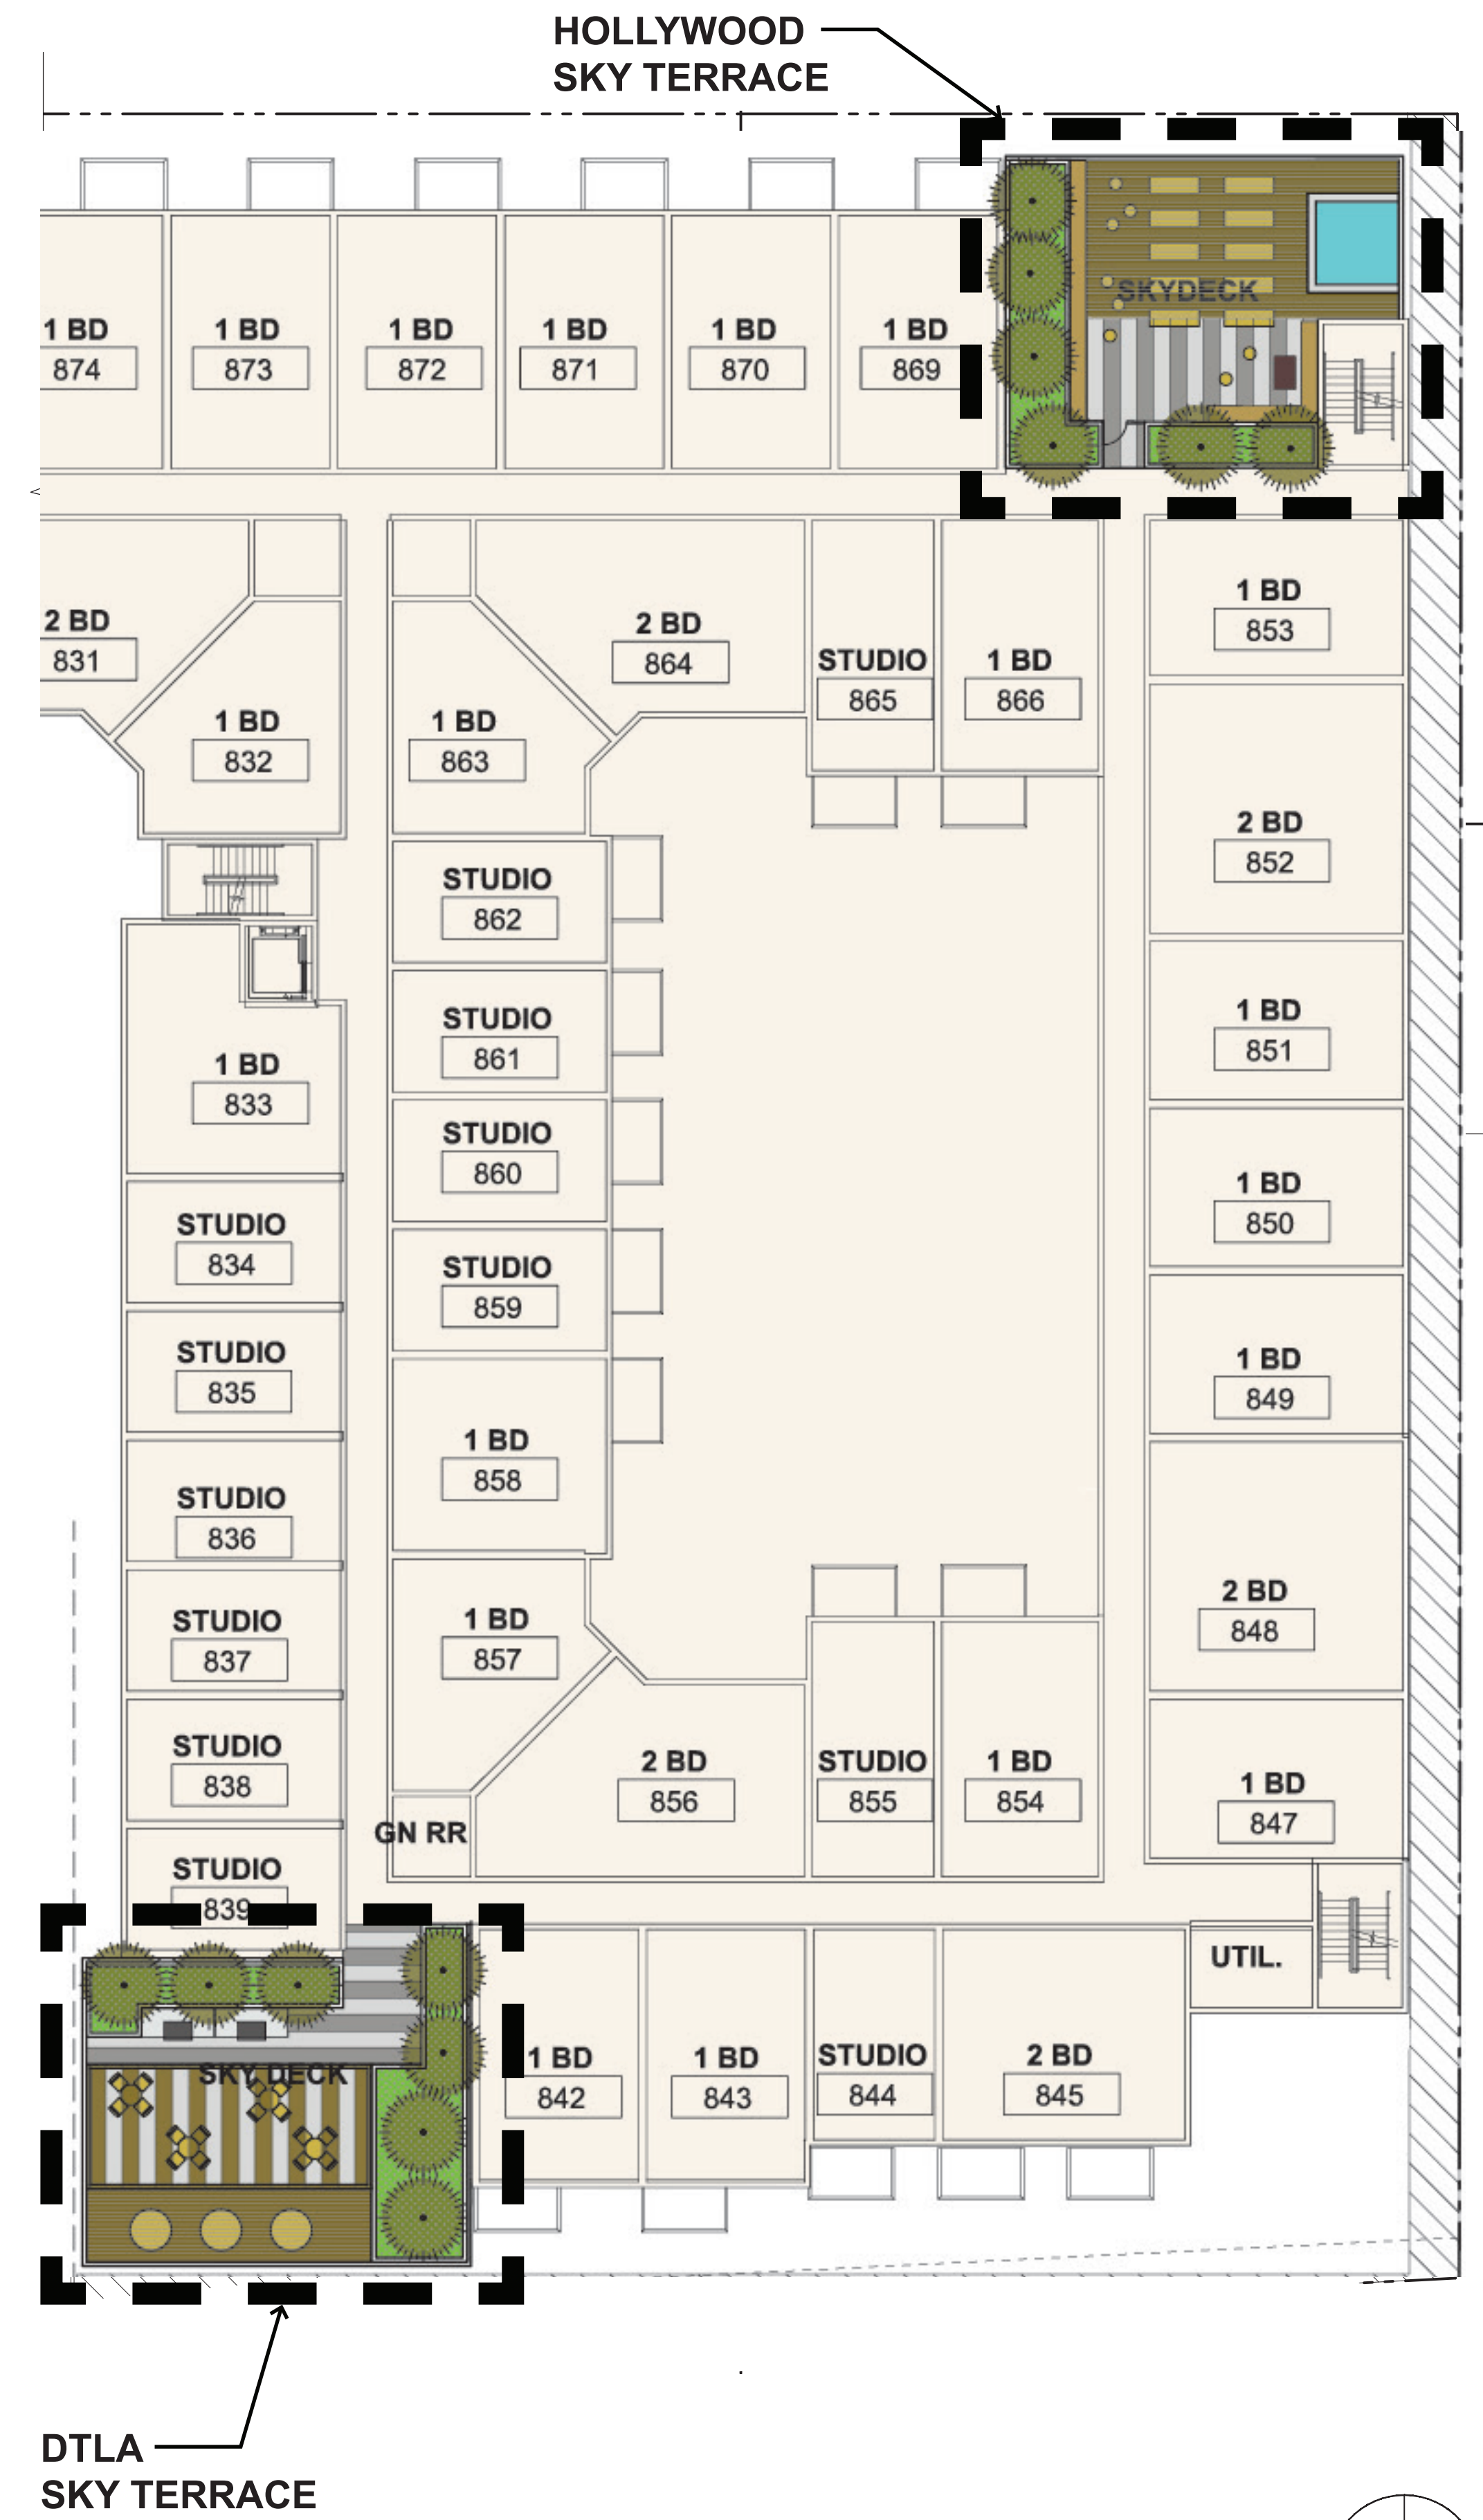 HOLLYWOOD
SKY TERRACE
SKYDECK
1 BD
874
1 BD
873
1 BD
872
1 BD
871
1 BD
870
1 BD
869
2 BD
831
1 BD
832
1 BD
863
2 BD
864
STUDIO
865
1 BD
866
1 BD
853
2 BD
852
STUDIO
862
STUDIO
861
1 BD
851
1 BD
833
STUDIO
860
1 BD
850
STUDIO
834
STUDIO
859
STUDIO
835
1 BD
849
STUDIO
836
1 BD
858
STUDIO
837
1 BD
857
2 BD
848
STUDIO
838
2 BD
856
STUDIO
855
1 BD
854
1 BD
847
GN RR
STUDIO
839
UTIL.
SKY DECK
1 BD
842
1 BD
843
STUDIO
844
2 BD
845
DTLA
SKY TERRACE